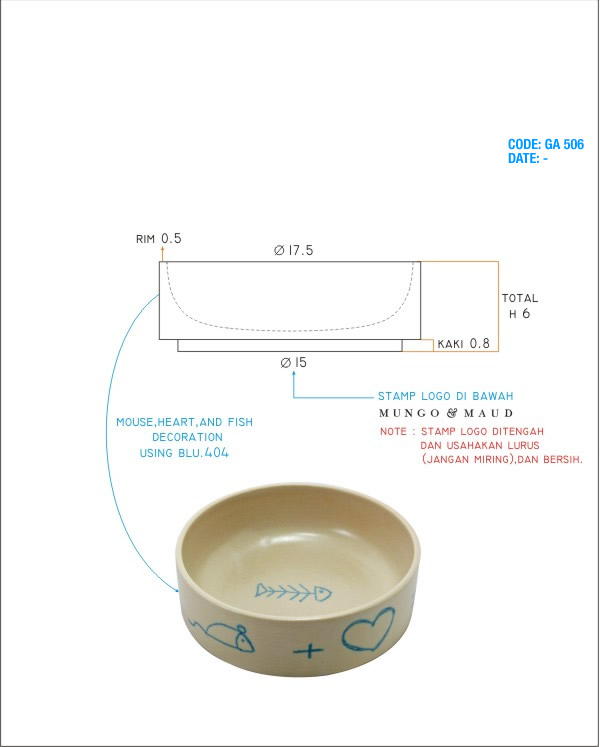 CODE: GA 506
DATE: -
RIM 0.5
Ø 17.5
TOTAL
H 6
KAKI 0.8
Ø 15
STAMP LOGO DI BAWAH
MUNGO & MAUD
NOTE : STAMP LOGO DITENGAH
DAN USAHAKAN LURUS
(JANGAN MIRING),DAN BERSIH.
MOUSE,HEART,AND FISH
DECORATION
USING BLU.404